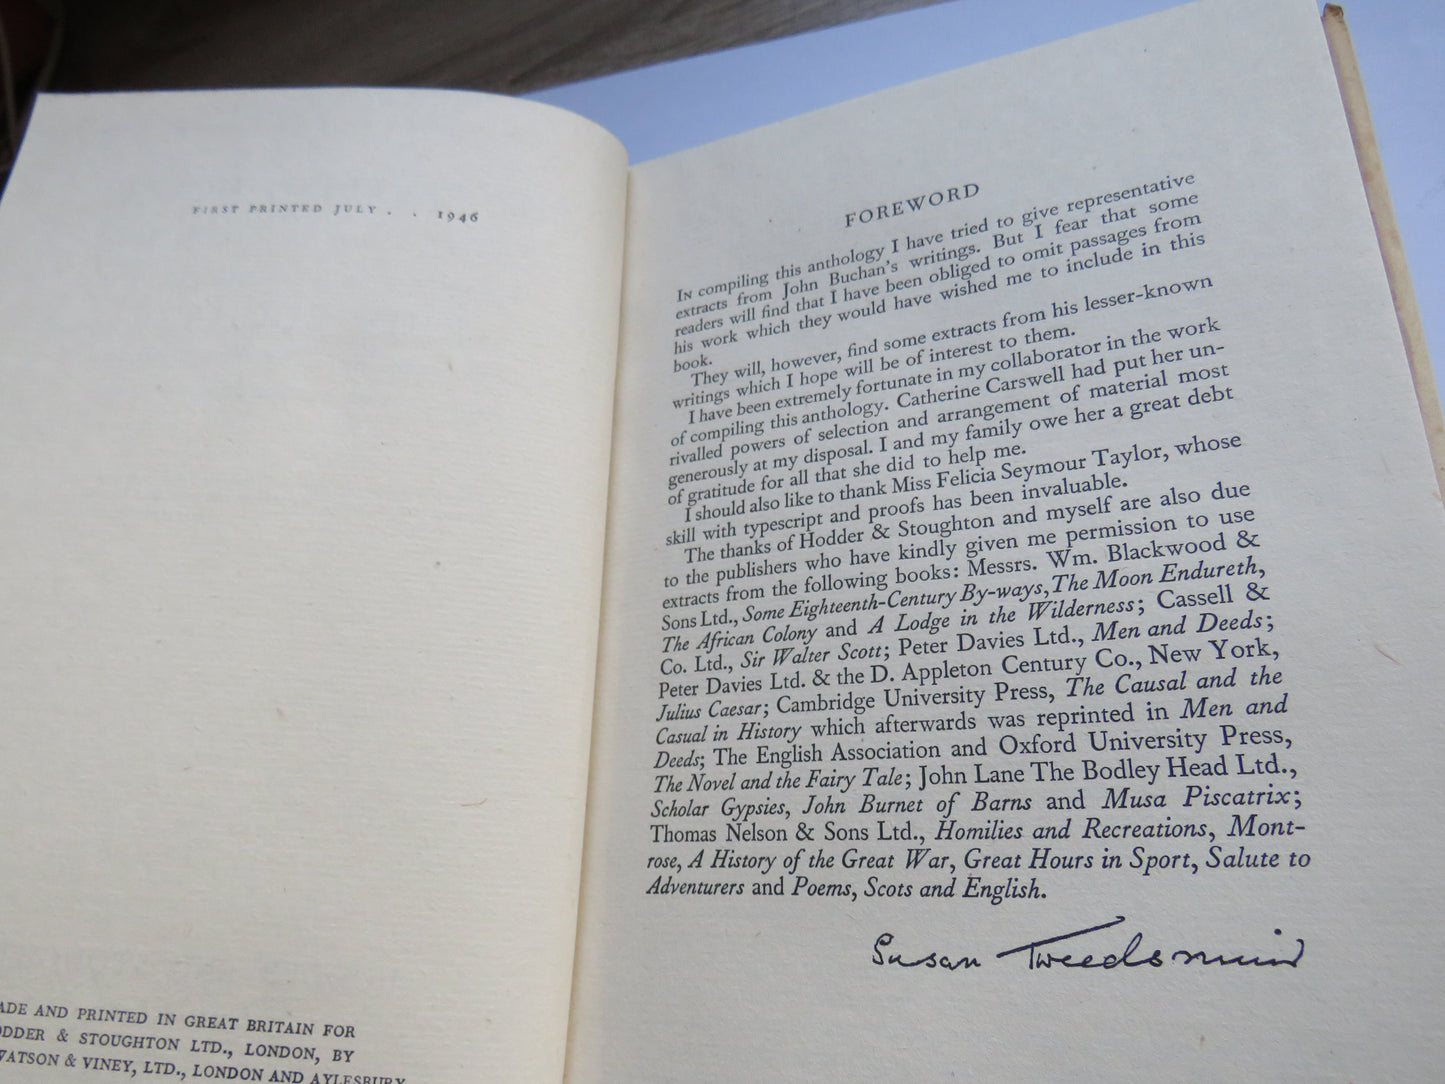 FIRST PRINTED JULY . . 1946
ADE AND PRINTED IN GREAT BRITAIN FOR
ODDER & STOUGHTON LTD., LONDON, BY
WATSON & VINEY, LTD., LONDON AND AYLESBURY
FOREWORD
In compiling this anthology I have tried to give representative
extracts from John Buchan's writings. But I fear that some
readers will find that I have been obliged to omit passages from
his work which they would have wished me to include in this
book.
They will, however, find some extracts from his lesser-known
writings which I hope will be of interest to them.
I have been extremely fortunate in my collaborator in the work
of compiling this anthology. Catherine Carswell had put her un-
rivalled powers of selection and arrangement of material most
generously at my disposal. I and my family owe her a great debt
of gratitude for all that she did to help me.
I should also like to thank Miss Felicia Seymour Taylor, whose
skill with typescript and proofs has been invaluable.
The thanks of Hodder & Stoughton and myself are also due
to the publishers who have kindly given me permission to use
extracts from the following books: Messrs. Wm. Blackwood &
Sons Ltd., Some Eighteenth-Century By-ways, The Moon Endureth,
The African Colony and A Lodge in the Wilderness; Cassell &
Co. Ltd., Sir Walter Scott; Peter Davies Ltd., Men and Deeds;
Peter Davies Ltd. & the D. Appleton Century Co., New York,
Julius Caesar; Cambridge University Press, The Causal and the
Casual in History which afterwards was reprinted in Men and
Deeds; The English Association and Oxford University Press,
The Novel and the Fairy Tale; John Lane The Bodley Head Ltd.,
Scholar Gypsies, John Burnet of Barns and Musa Piscatrix;
Thomas Nelson & Sons Ltd., Homilies and Recreations, Mont-
rose, A History of the Great War, Great Hours in Sport, Salute to
Adventurers and Poems, Scots and English.
Susan Tweedsmuir